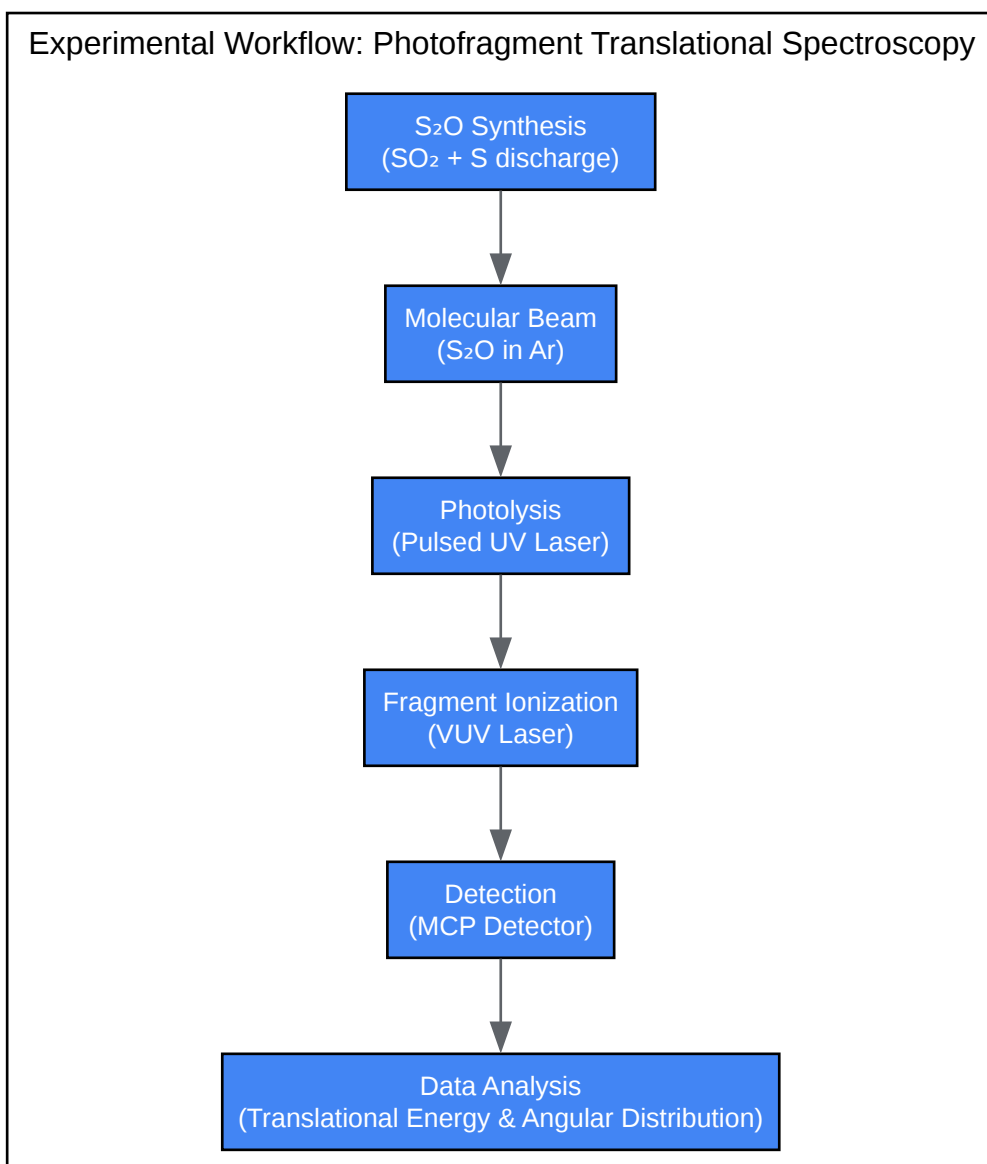 Experimental Workflow: Photofragment Translational Spectroscopy
S₂O Synthesis
(SO₂ + S discharge)
Molecular Beam
(S₂O in Ar)
Photolysis
(Pulsed UV Laser)
Fragment Ionization
(VUV Laser)
Detection
(MCP Detector)
Data Analysis
(Translational Energy & Angular Distribution)